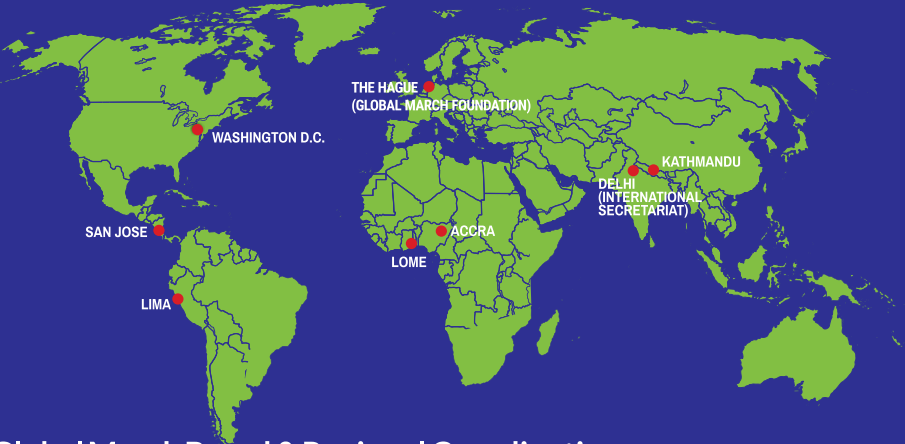 THE HAGUE
(GLOBAL MARCH FOUNDATION)
WASHINGTON D.C.
KATHMANDU
DELHI
(INTERNATIONAL
SECRETARIAT)
SAN JOSE
ACCRA
LOME
LIMA